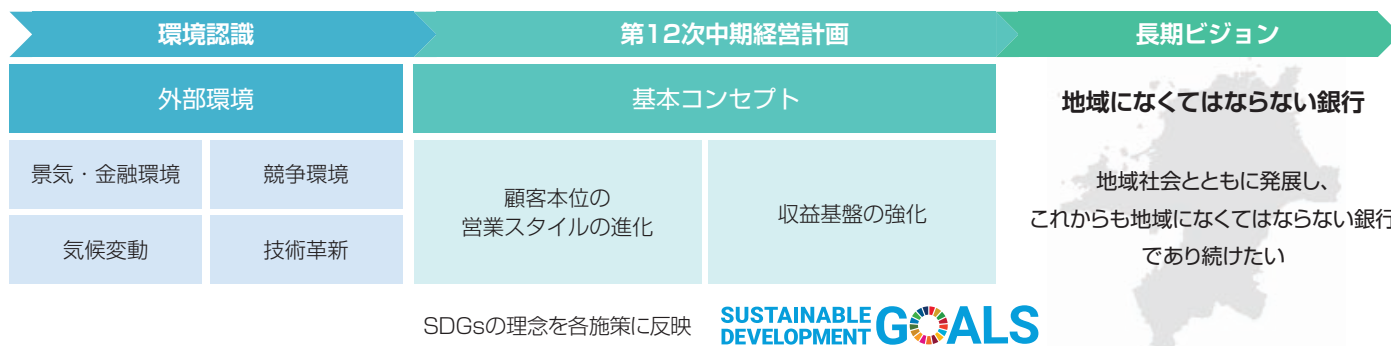 環境認識
第12次中期経営計画
長期ビジョン
外部環境
基本コンセプト
地域になくてはならない銀行
景気・金融環境
競争環境
気候変動
技術革新
顧客本位の
営業スタイルの進化
収益基盤の強化
地域社会とともに発展し、
これからも地域になくてはならない銀行
であり続けたい
SDGsの理念を各施策に反映
SUSTAINABLE
DEVELOPMENT GOALS